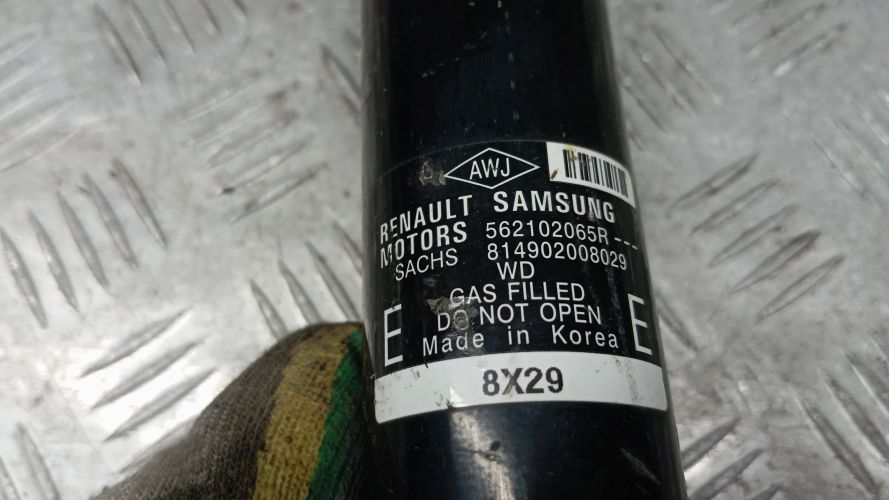 AWJ
RENAULT SAMSUNG
MOTORS 562102065R---
SACHS 814902008029
WD
GAS FILLED
E DO NOT OPEN E
Made in Korea
8X29